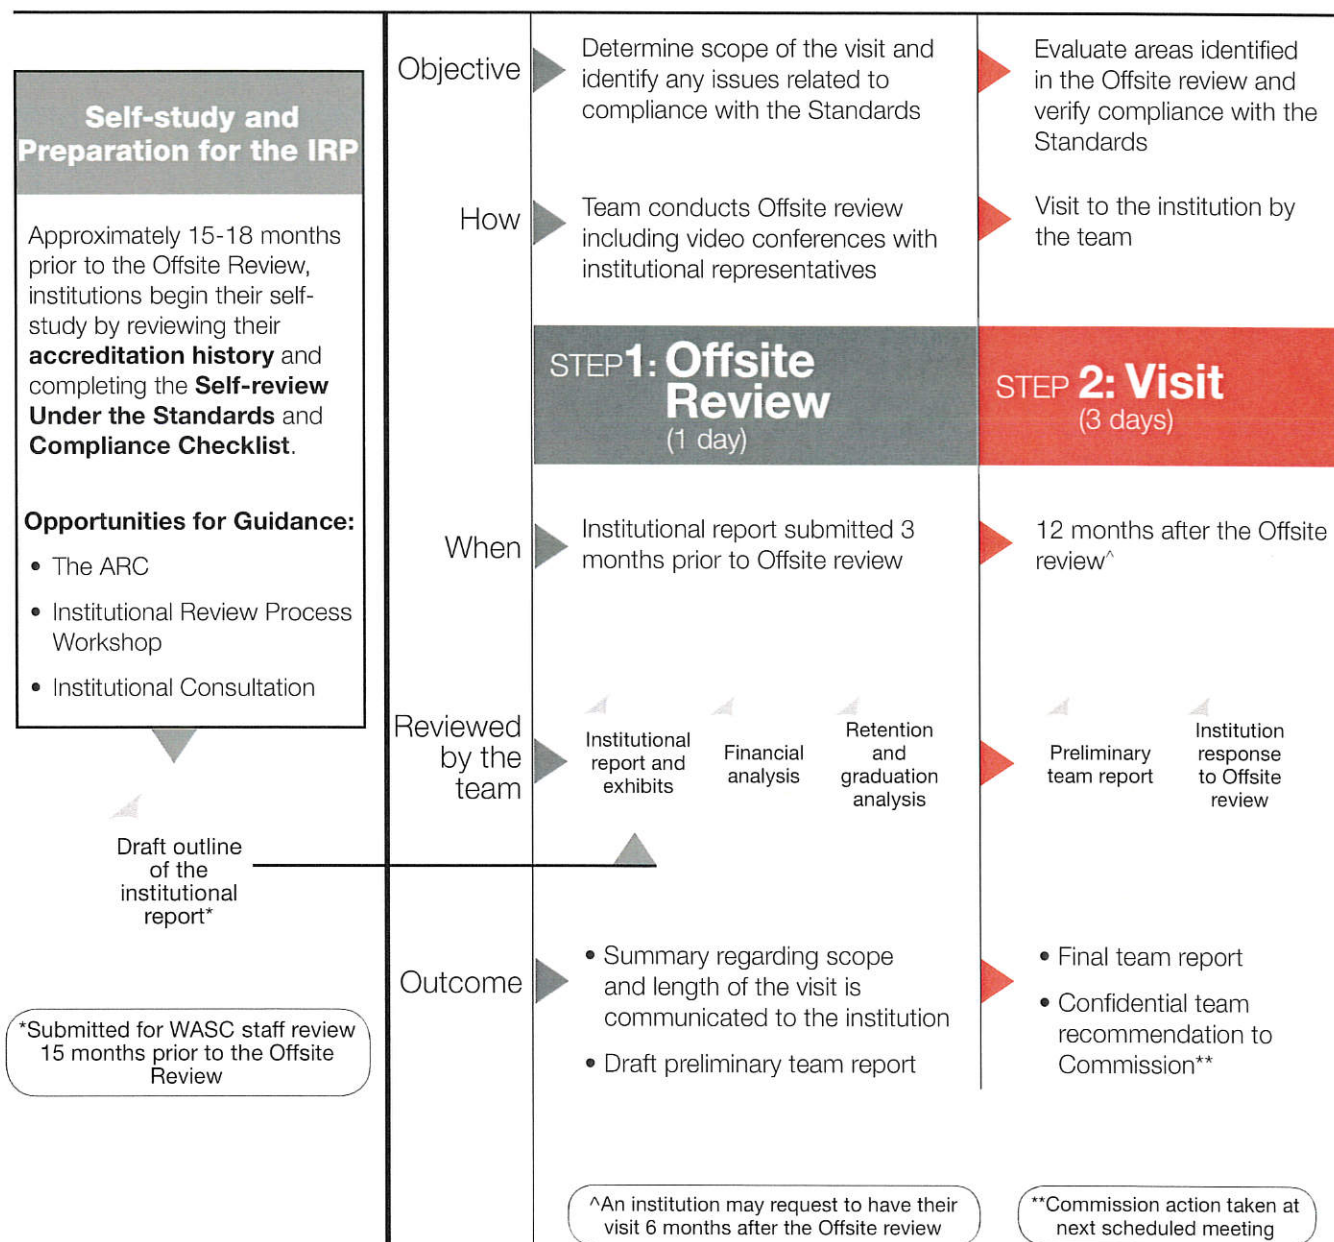 Self-study and
Preparation for the IRP
Approximately 15-18 months
prior to the Offsite Review,
institutions begin their self-
study by reviewing their
accreditation history and
completing the Self-review
Under the Standards and
Compliance Checklist.
Opportunities for Guidance:
• The ARC
• Institutional Review Process
Workshop
• Institutional Consultation
Draft outline
of the
institutional
report*
*Submitted for WASC staff review
15 months prior to the Offsite
Review
Objective
Determine scope of the visit and
identify any issues related to
compliance with the Standards
Evaluate areas identified
in the Offsite review and
verify compliance with the
Standards
How
Team conducts Offsite review
including video conferences with
institutional representatives
Visit to the institution by
the team
STEP 1: Offsite
Review
(1 day)
STEP 2: Visit
(3 days)
When
Institutional report submitted 3
months prior to Offsite review
12 months after the Offsite
review^
Reviewed
by the
team
Institutional
report and
exhibits
Financial
analysis
Retention
and
graduation
analysis
Preliminary
team report
Institution
response
to Offsite
review
Outcome
• Summary regarding scope
and length of the visit is
communicated to the institution
• Draft preliminary team report
• Final team report
• Confidential team
recommendation to
Commission**
^An institution may request to have their
visit 6 months after the Offsite review
**Commission action taken at
next scheduled meeting